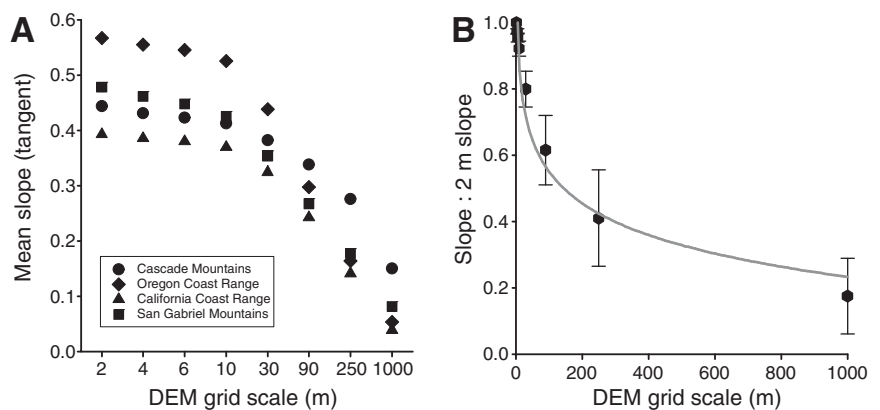 A
B
0.6
0.5
0.4
0.3
0.2
0.1
0.0
Mean slope (tangent)
Cascade Mountains
Oregon Coast Range
California Coast Range
San Gabriel Mountains
2 4 6 10 30 90 250 1000
DEM grid scale (m)
1.0
0.8
0.6
0.4
0.2
0.0
Slope : 2 m slope
0 200 400 600 800 1000
DEM grid scale (m)